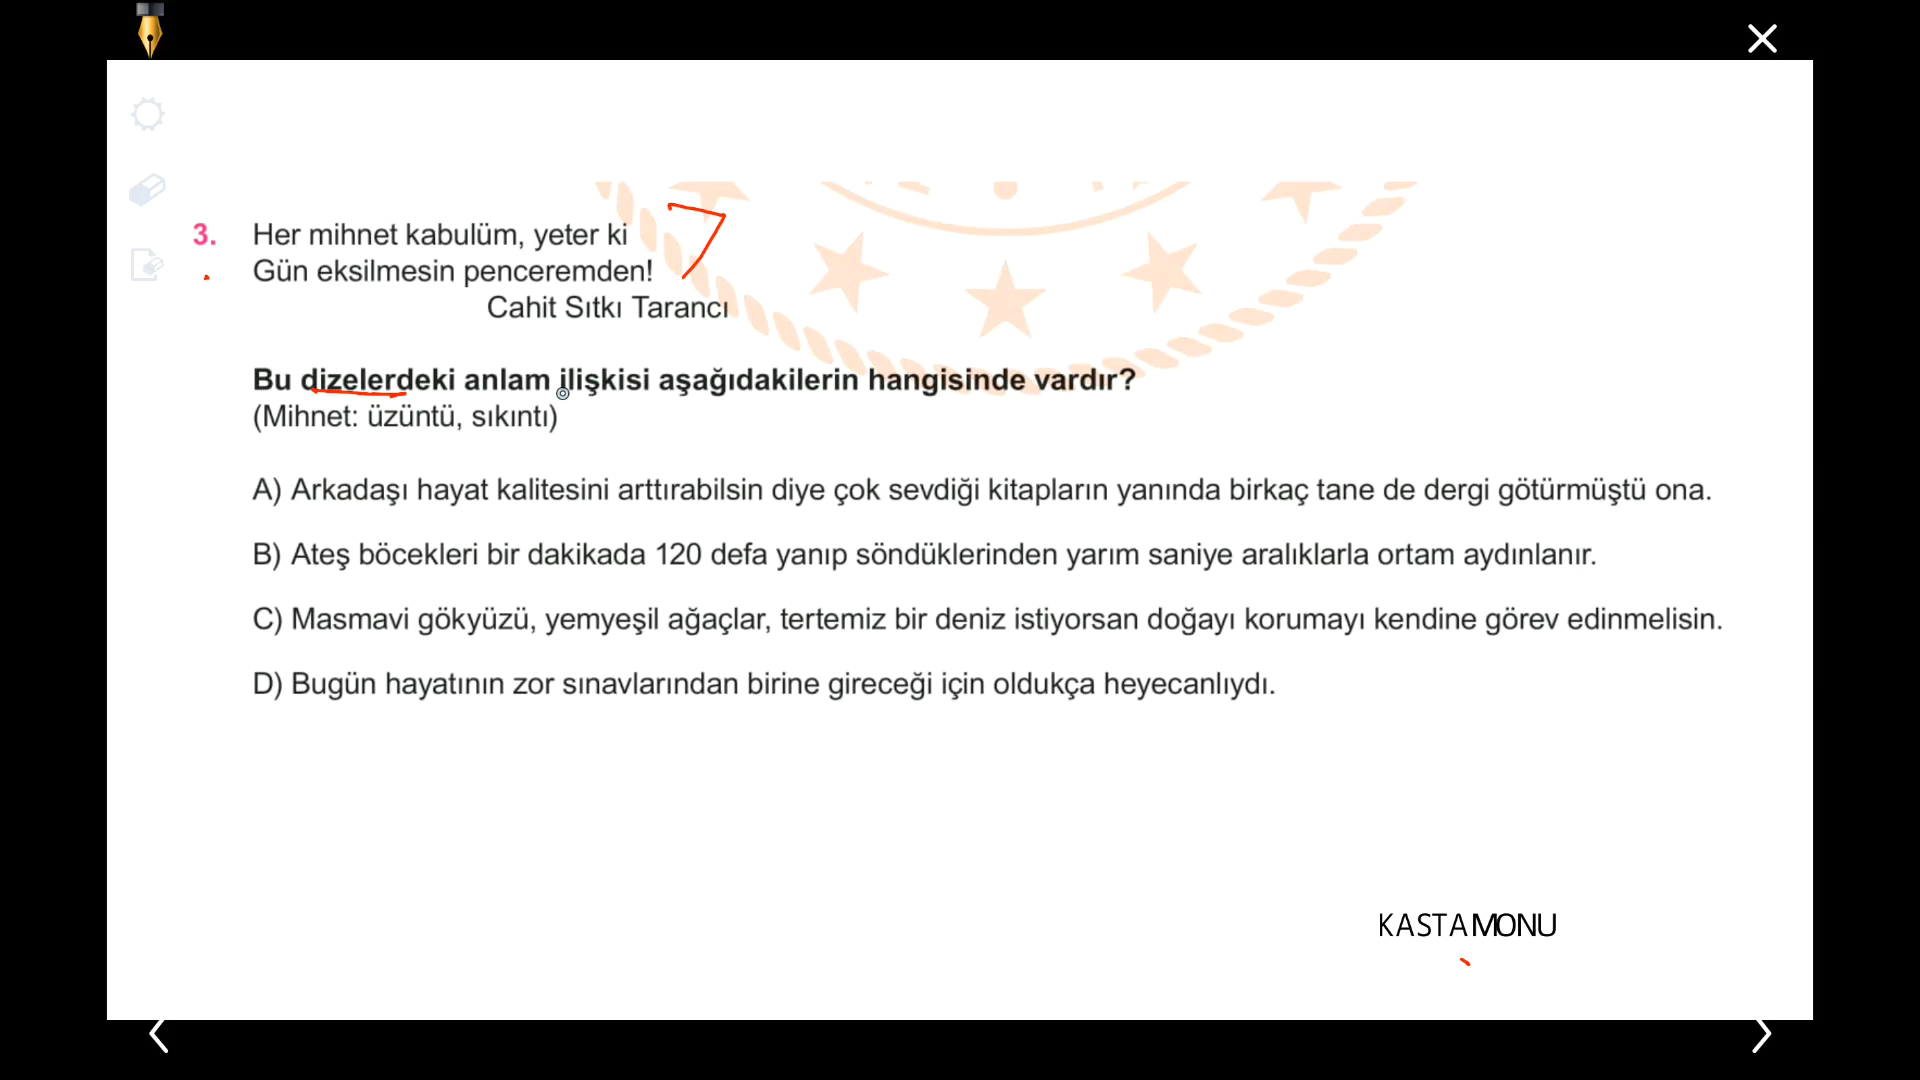 3. Her mihnet kabulüm, yeter ki
Gün eksilmesin penceremden!
Cahit Sıtkı Tarancı
Bu dizelerdeki anlam ilişkisi aşağıdakilerin hangisinde vardır?
(Mihnet: üzüntü, sıkıntı)
A) Arkadaşı hayat kalitesini arttırabilsin diye çok sevdiği kitapların yanında birkaç tane de dergi götürmüştü ona.
B) Ateş böcekleri bir dakikada 120 defa yanıp söndüklerinden yarım saniye aralıklarla ortam aydınlanır.
C) Masmavi gökyüzü, yemyeşil ağaçlar, tertemiz bir deniz istiyorsan doğayı korumayı kendine görev edinmelisin.
D) Bugün hayatının zor sınavlarından birine gireceği için oldukça heyecanlıydı.
KASTAMONU